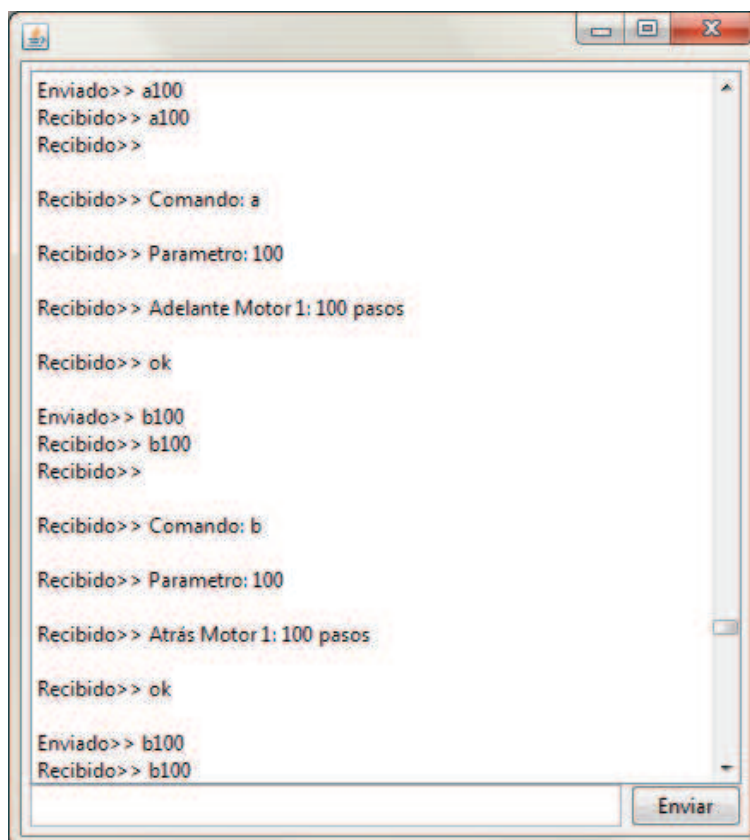 Enviado>> a100
Recibido>> a100
Recibido>>
Recibido>> Comando: a
Recibido>> Parametro: 100
Recibido>> Adelante Motor 1: 100 pasos
Recibido>> ok
Enviado>> b100
Recibido>> b100
Recibido>>
Recibido>> Comando: b
Recibido>> Parametro: 100
Recibido>> Atrás Motor 1: 100 pasos
Recibido>> ok
Enviado>> b100
Recibido>> b100
Enviar